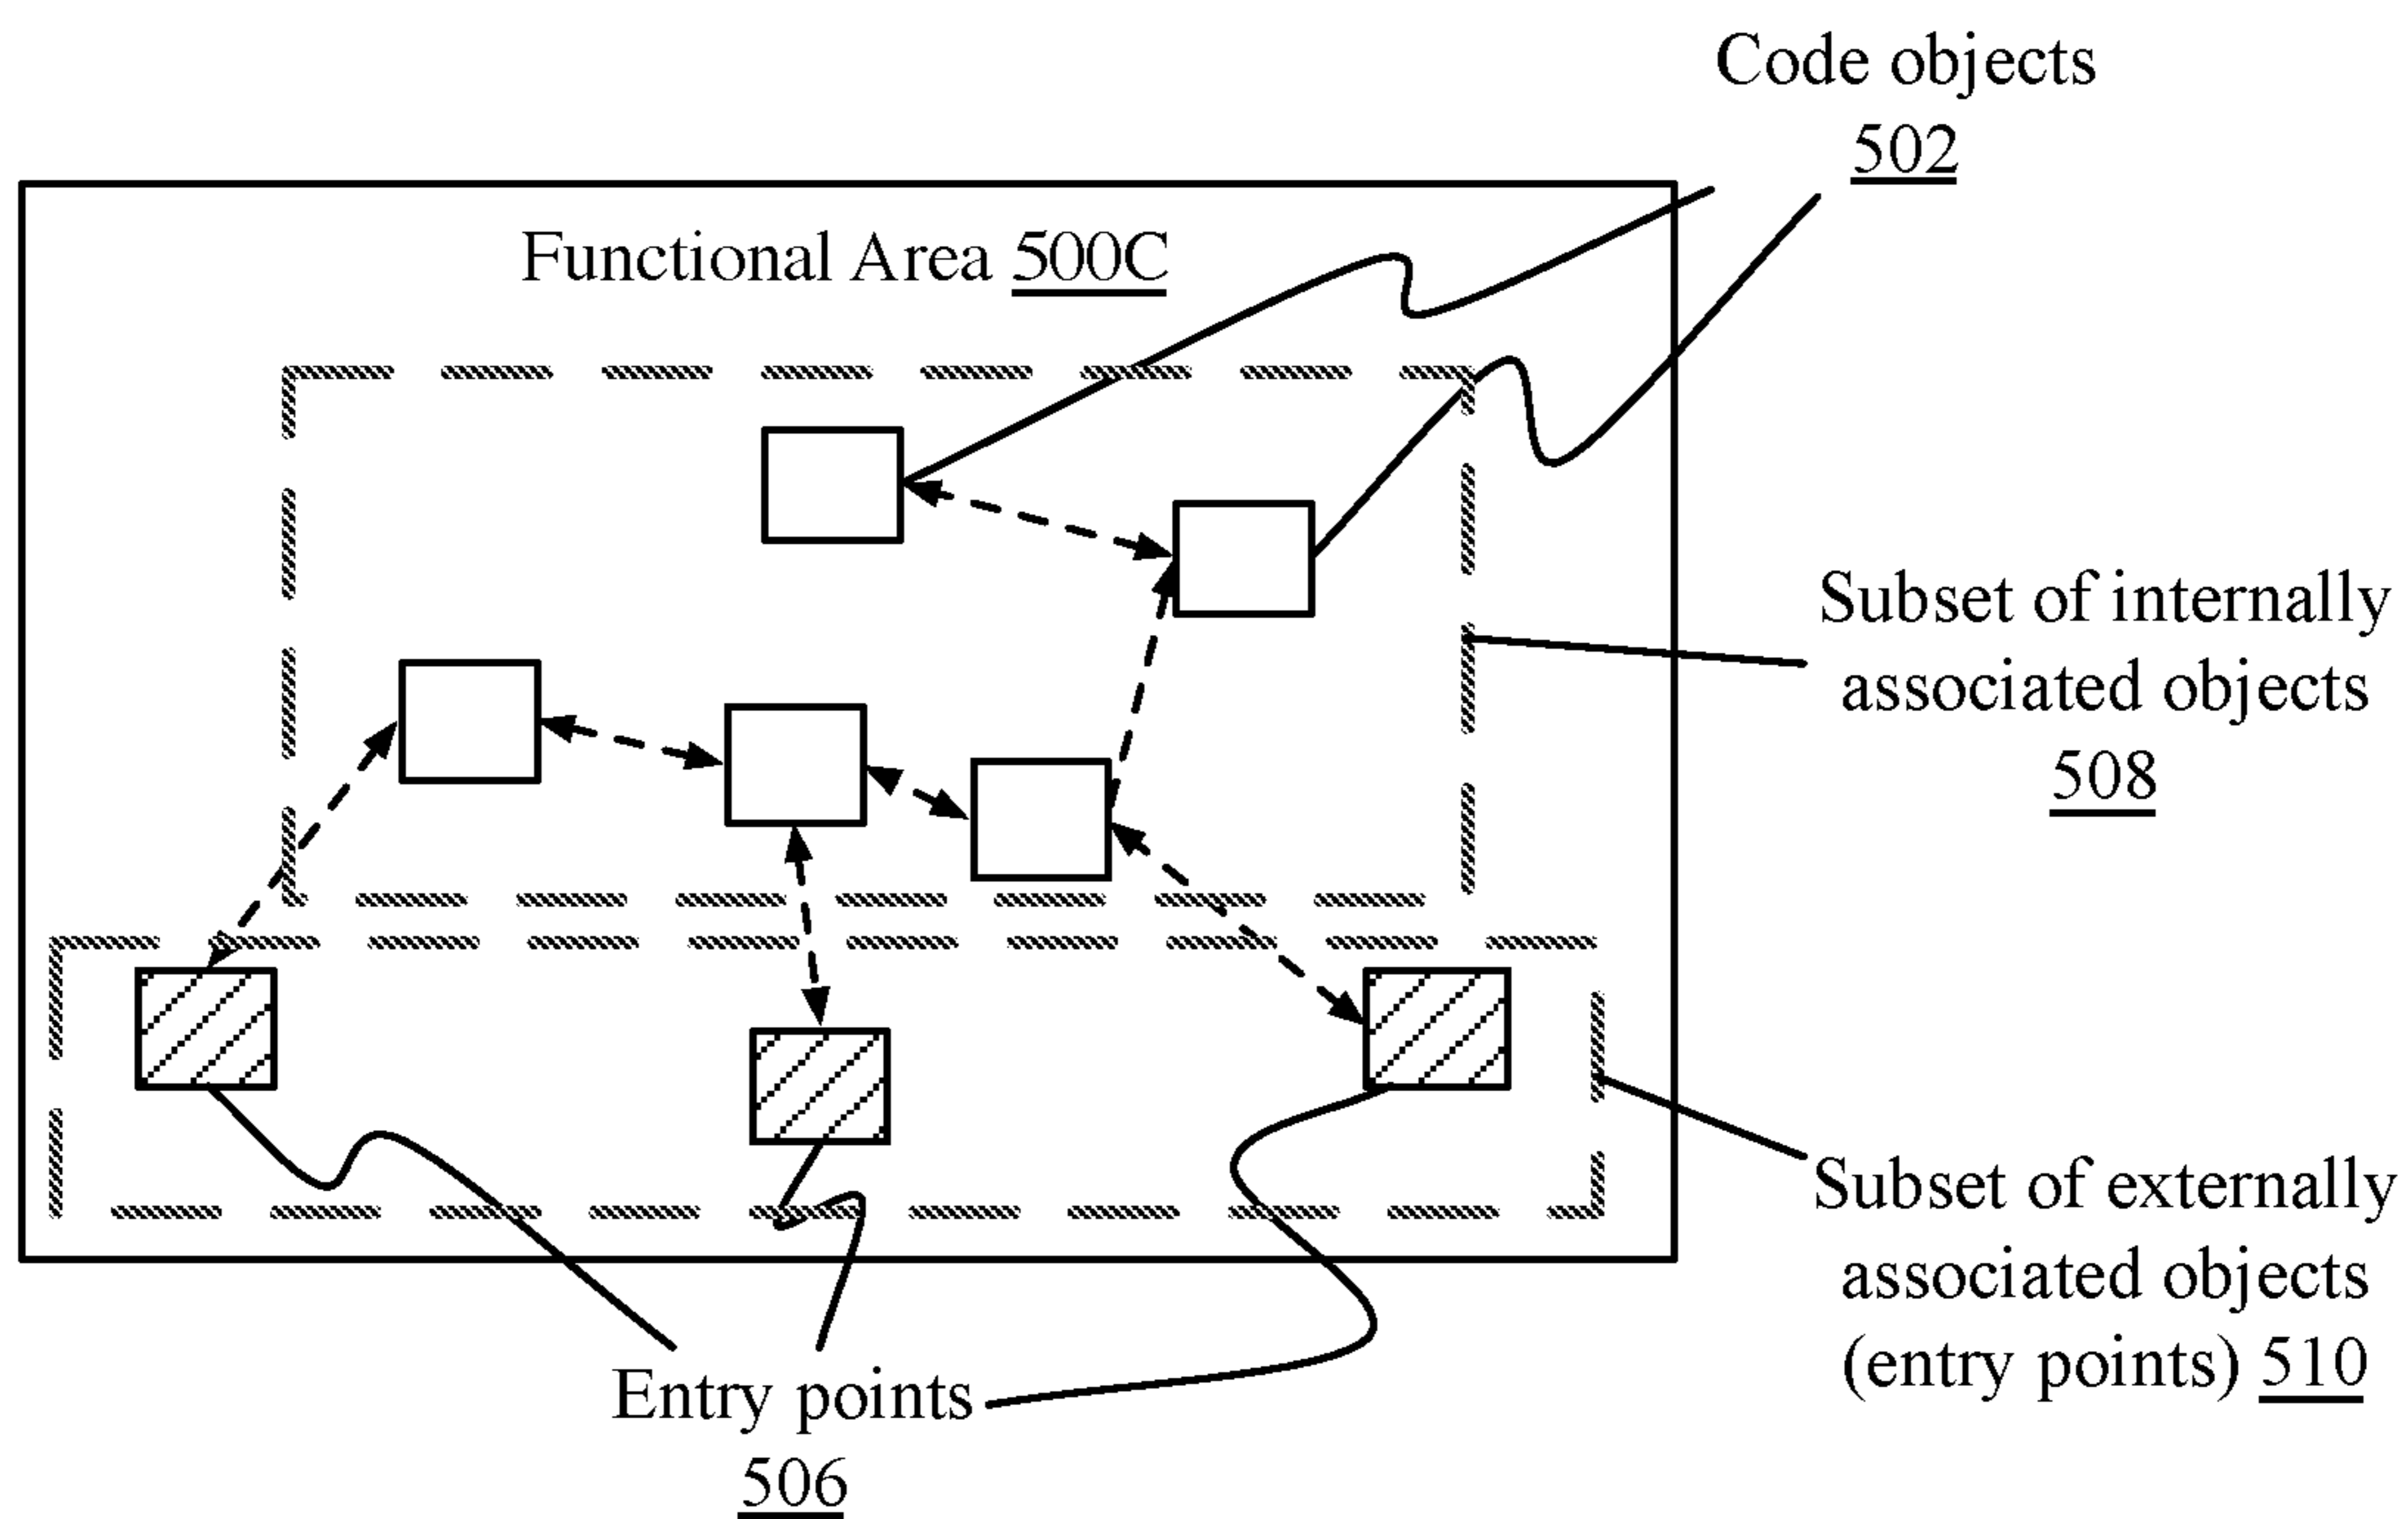 Code objects
502
Functional Area 500C
Subset of internally
associated objects
508
Subset of externally
associated objects
(entry points) 510
Entry points
506